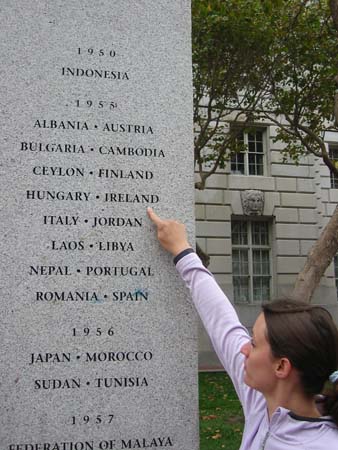 1950
INDONESIA
1955
ALBANIA • AUSTRIA
BULGARIA • CAMBODIA
CEYLON • FINLAND
HUNGARY • IRELAND
ITALY • JORDAN
LAOS • LIBYA
NEPAL • PORTUGAL
ROMANIA • SPAIN
1956
JAPAN • MOROCCO
SUDAN • TUNISIA
1957
FEDERATION OF MALAYA